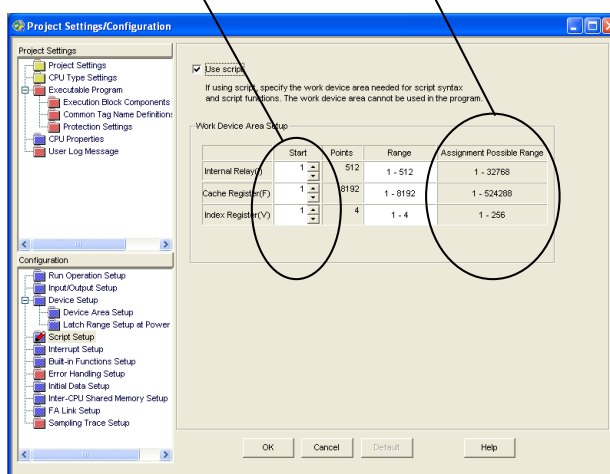 Project Settings/Configuration
Project Settings
Project Settings
CPU Type Settings
Executable Program
Execution Block Components
Common Tag Name Definition:
Protection Settings
CPU Properties
User Log Message
Use script
If using script, specify the work device area needed for script syntax
and script functions. The work device area cannot be used in the program.
Work Device Area Setup
Start Points Range Assignment Possible Range
Internal Relay(I) 1 512 1 - 512 1 - 32768
Cache Register(F) 1 8192 1 - 8192 1 - 524288
Index Register(V) 1 4 1 - 4 1 - 256
Configuration
Run Operation Setup
Input/Output Setup
Device Setup
Device Area Setup
Latch Range Setup at Power
Script Setup
Interrupt Setup
Built-in Functions Setup
Error Handling Setup
Initial Data Setup
Inter-CPU Shared Memory Setup
FA Link Setup
Sampling Trace Setup
OK Cancel Default Help